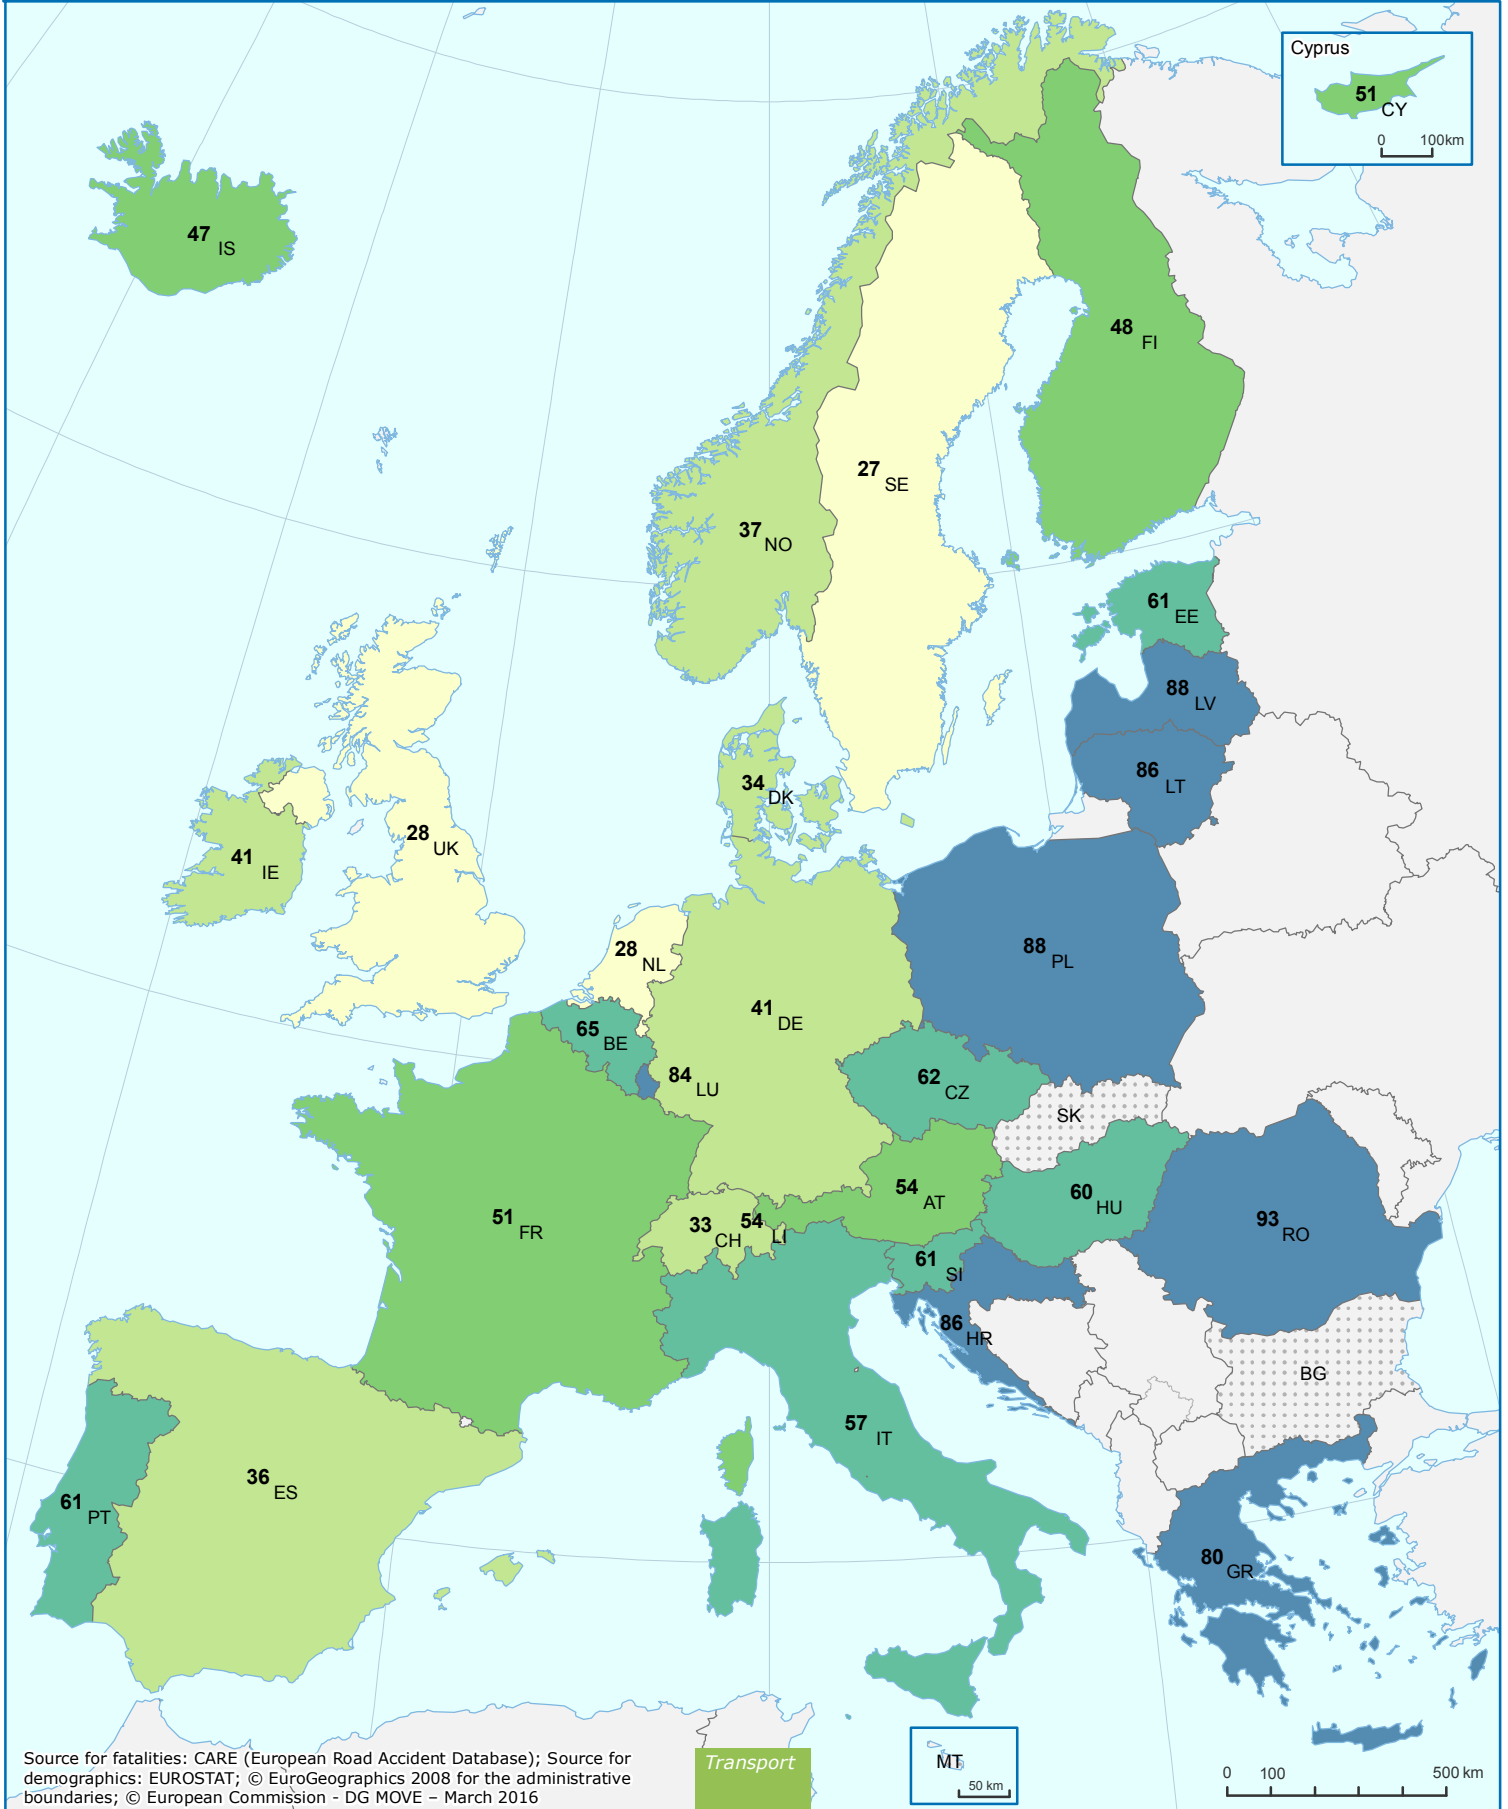 Cyprus
51 CY
0 100km
47 IS
48 FI
27 SE
37 NO
61 EE
88 LV
86 LT
34 DK
28 UK
41 IE
28 NL
88 PL
41 DE
65 BE
84 LU
62 CZ
SK
54 AT
60 HU
51 FR
33 CH
54 LI
93 RO
61 SI
86 HR
BG
57 IT
36 ES
61 PT
80 GR
Source for fatalities: CARE (European Road Accident Database); Source for
demographics: EUROSTAT; © EuroGeographics 2008 for the administrative
boundaries; © European Commission - DG MOVE – March 2016
Transport
MT
50 km
0 100 500 km